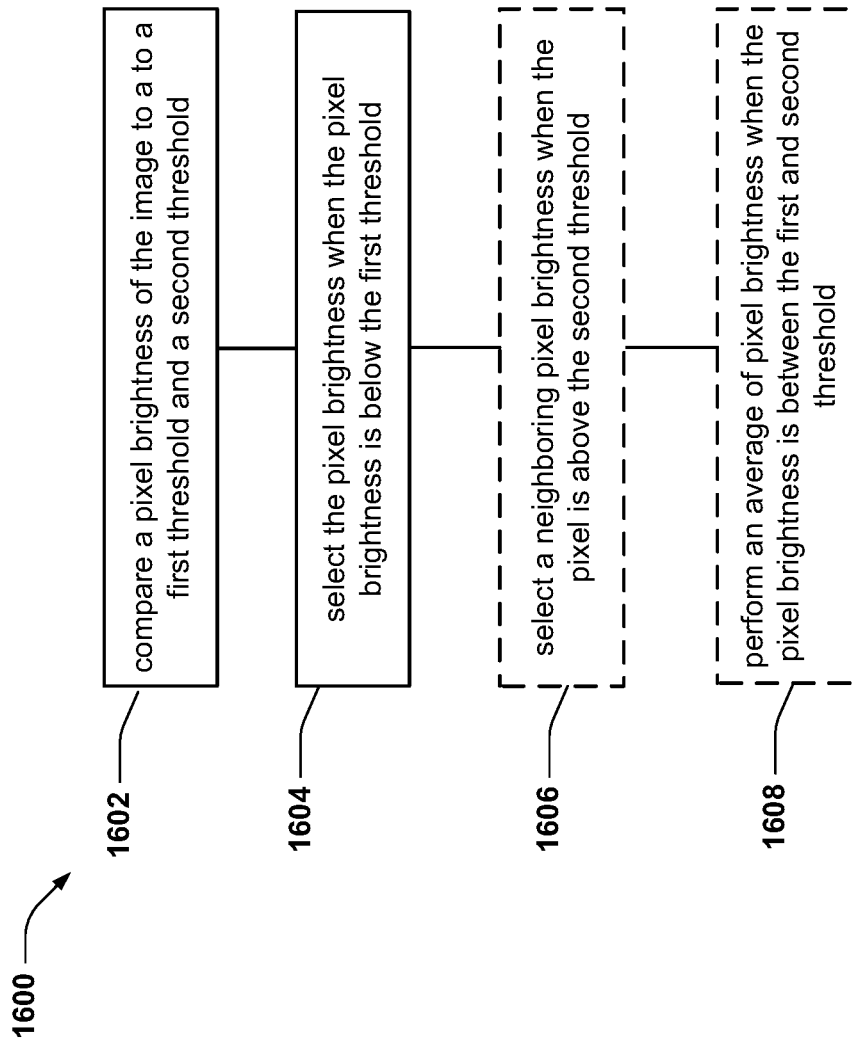 1600
1602
compare a pixel brightness of the image to a to a
first threshold and a second threshold
1604
select the pixel brightness when the pixel
brightness is below the first threshold
1606
select a neighboring pixel brightness when the
pixel is above the second threshold
1608
perform an average of pixel brightness when the
pixel brightness is between the first and second
threshold